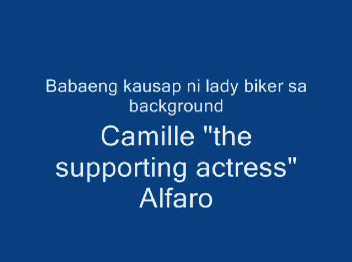 Babaeng kausap ni lady biker sa
background
Camille "the
supporting actress"
Alfaro